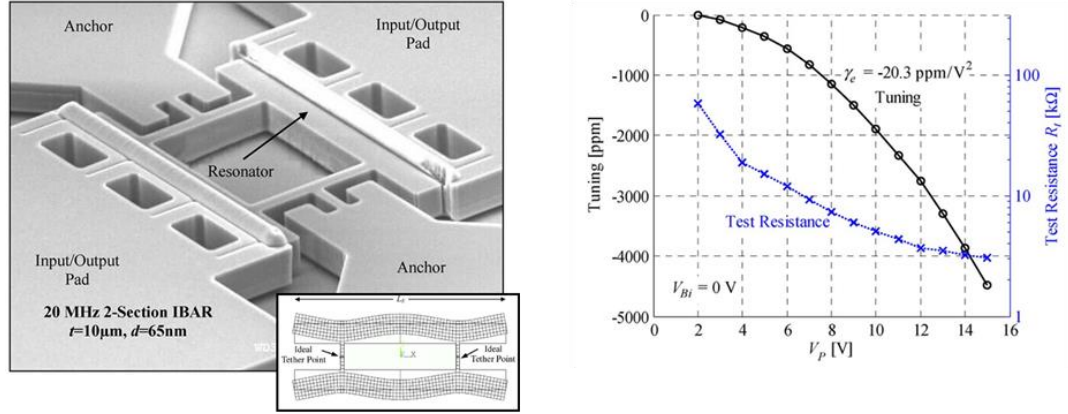 Anchor
Input/Output
Pad
Resonator
Input/Output
Pad
Anchor
20 MHz 2-Section IBAR
t=10μm, d=65nm
Lₑ
Ideal
Tether Point
Ideal
Tether Point
X
0
-1000
-2000
-3000
-4000
-5000
Tuning [ppm]
γₑ = -20.3 ppm/V²
Tuning
Test Resistance
V_Bi = 0 V
0 2 4 6 8 10 12 14 16
V_P [V]
100
10
1
Test Resistance R_t [kΩ]